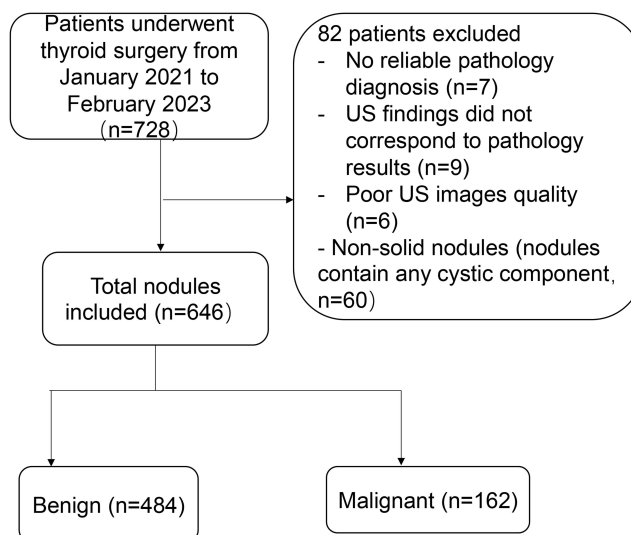 Patients underwent
thyroid surgery from
January 2021 to
February 2023
（n=728）
82 patients excluded
- No reliable pathology
diagnosis (n=7)
- US findings did not
correspond to pathology
results (n=9)
- Poor US images quality
(n=6)
- Non-solid nodules (nodules
contain any cystic component,
n=60）
Total nodules
included (n=646）
Benign (n=484)
Malignant (n=162)